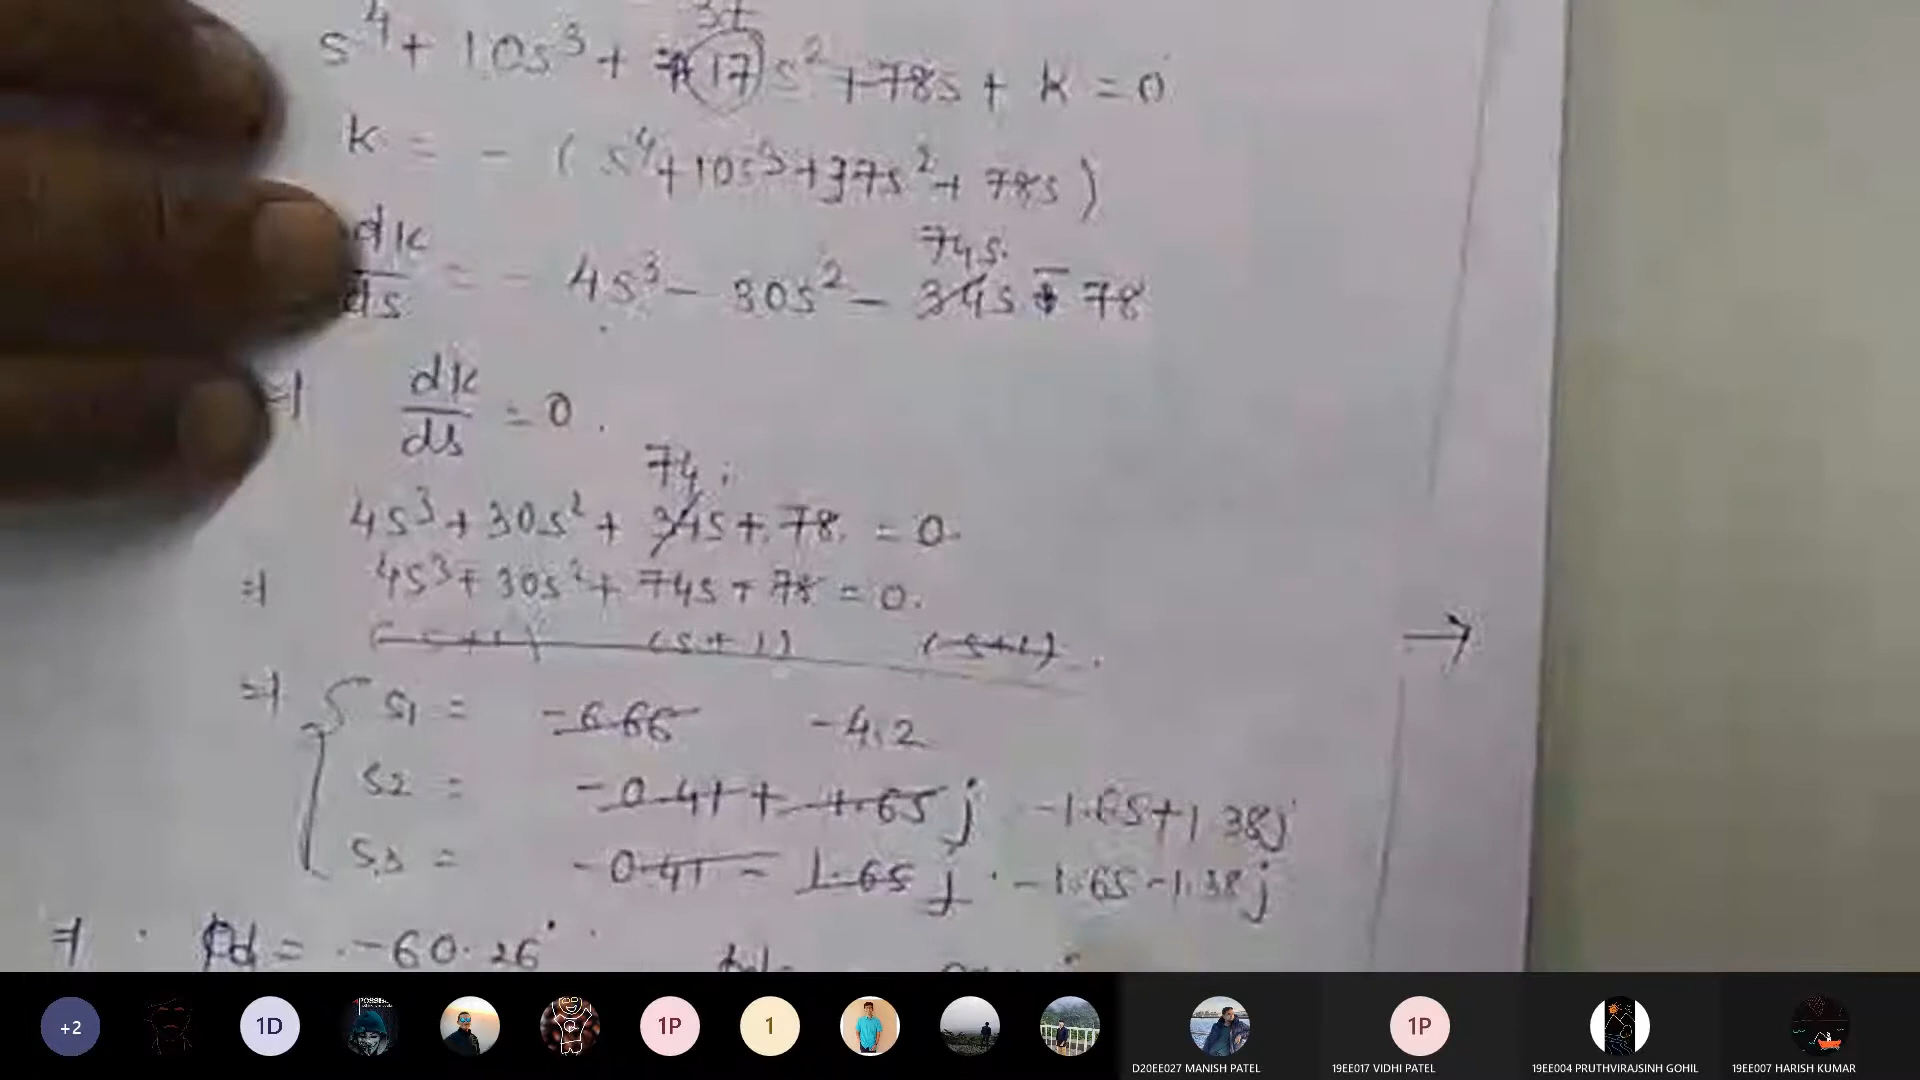 37
s⁴ + 10s³ + 17 s² + 78s + k = 0
k = - ( s⁴ + 10s³ + 37s² + 78s )
74s.
dk/ds = - 4s³ - 30s² - 34s - 78
dk/ds = 0.
74
4s³ + 30s² + 34s + 78 = 0.
⇒ 4s³ + 30s² + 74s + 78 = 0.
(s+1) (s+1) (s+1).
⇒ s1 = -6.66 -4.2
s2 = -0.41 + 1.65 j -1.65+1.38j
s3 = -0.41 - 1.65 j . -1.65-1.38j
→
⇒ . ϕd = -60.26°
+2
POSSIBL
1D
1P
1
1P
D20EE027 MANISH PATEL
19EE017 VIDHI PATEL
19EE004 PRUTHVIRAJSINH GOHIL
19EE007 HARISH KUMAR